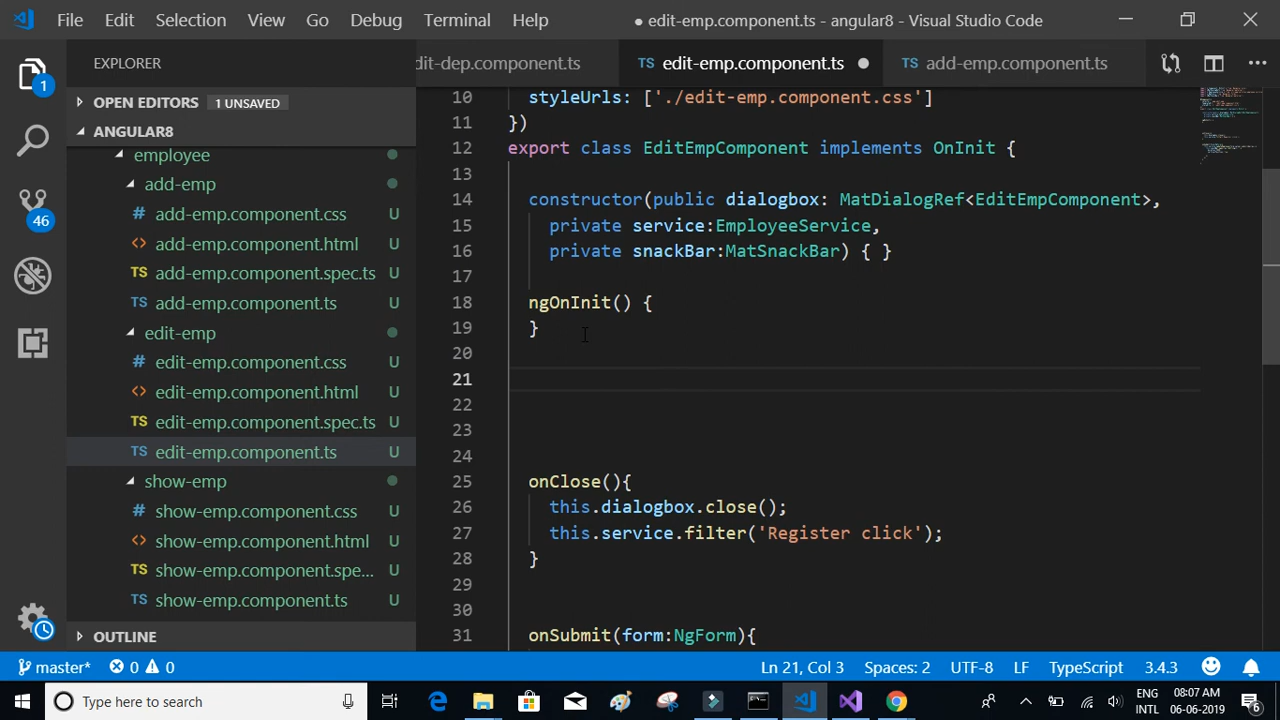 File Edit Selection View Go Debug Terminal Help
● edit-emp.component.ts - angular8 - Visual Studio Code
EXPLORER
dit-dep.component.ts
TS edit-emp.component.ts ●
TS add-emp.component.ts
OPEN EDITORS 1 UNSAVED
ANGULAR8
employee
add-emp
# add-emp.component.css U
<> add-emp.component.html U
TS add-emp.component.spec.ts U
TS add-emp.component.ts U
edit-emp
# edit-emp.component.css U
<> edit-emp.component.html U
TS edit-emp.component.spec.ts U
TS edit-emp.component.ts U
show-emp
# show-emp.component.css U
<> show-emp.component.html U
TS show-emp.component.spe... U
TS show-emp.component.ts U
OUTLINE
1
46
10 styleUrls: ['./edit-emp.component.css']
11 })
12 export class EditEmpComponent implements OnInit {
13
14 constructor(public dialogbox: MatDialogRef<EditEmpComponent>,
15 private service:EmployeeService,
16 private snackBar:MatSnackBar) { }
17
18 ngOnInit() {
19 }
20
21
22
23
24
25 onClose(){
26 this.dialogbox.close();
27 this.service.filter('Register click');
28 }
29
30
31 onSubmit(form:NgForm){
master* 0 0
Ln 21, Col 3 Spaces: 2 UTF-8 LF TypeScript 3.4.3
Type here to search
ENG
INTL
08:07 AM
06-06-2019
6